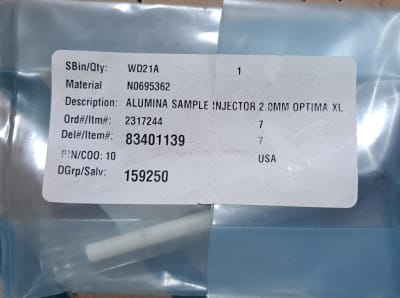 SBin/Qty: WD21A 1
Material N0695362
Description: ALUMINA SAMPLE INJECTOR 2.0MM OPTIMA XL
Ord#/Itm#: 2317244 7
Del#/Item#: 83401139 7
PIN/COO: 10 USA
DGrp/Salv: 159250